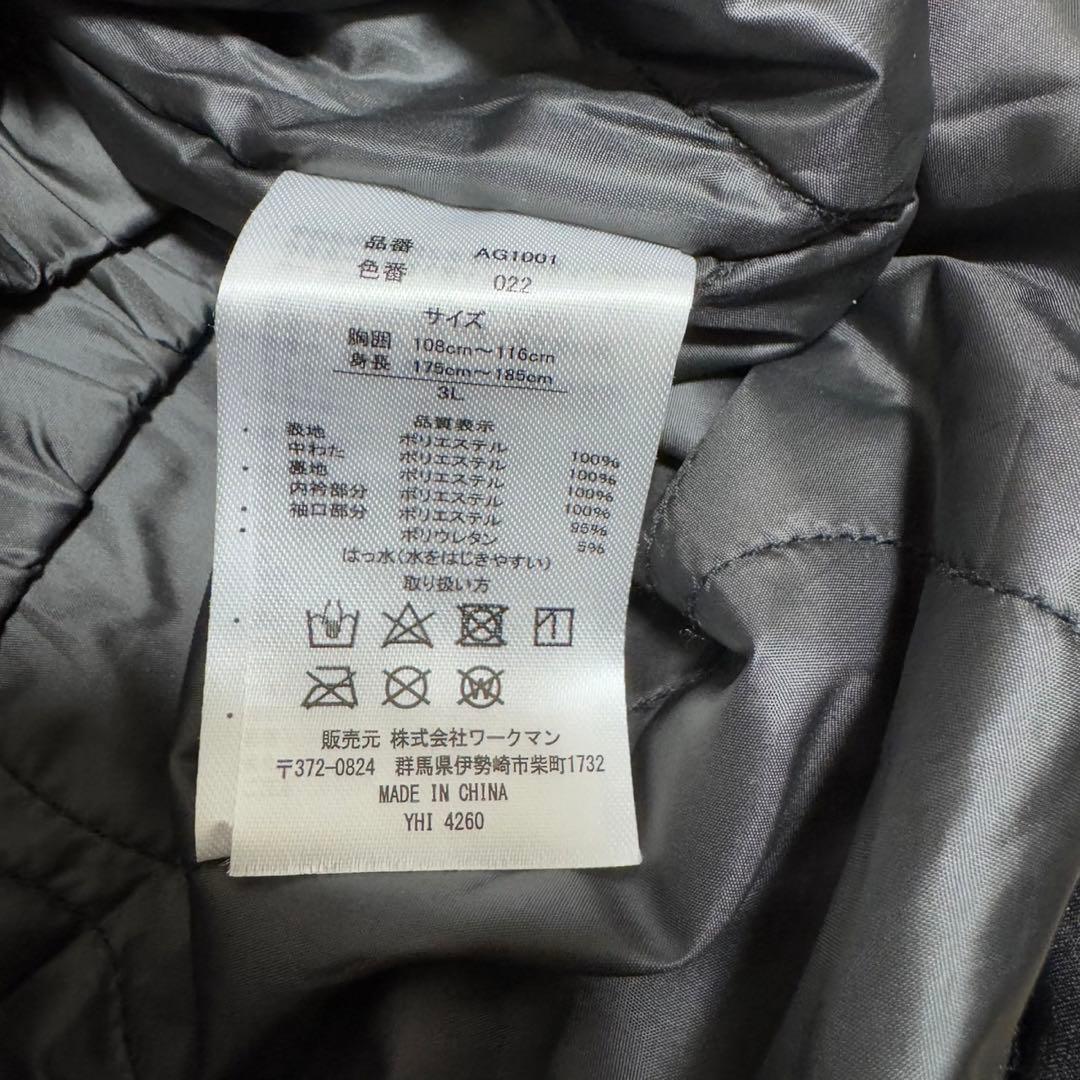 品番 AG1001
色番 022
サイズ
胸囲 108cm～116cm
身長 175cm～185cm
3L
品質表示
表地 ポリエステル 100%
中わた ポリエステル 100%
裏地 ポリエステル 100%
内衿部分 ポリエステル 100%
袖口部分 ポリエステル 95%
ポリウレタン 5%
はっ水(水をはじきやすい)
取り扱い方
W
販売元 株式会社ワークマン
〒372-0824 群馬県伊勢崎市柴町1732
MADE IN CHINA
YHI 4260